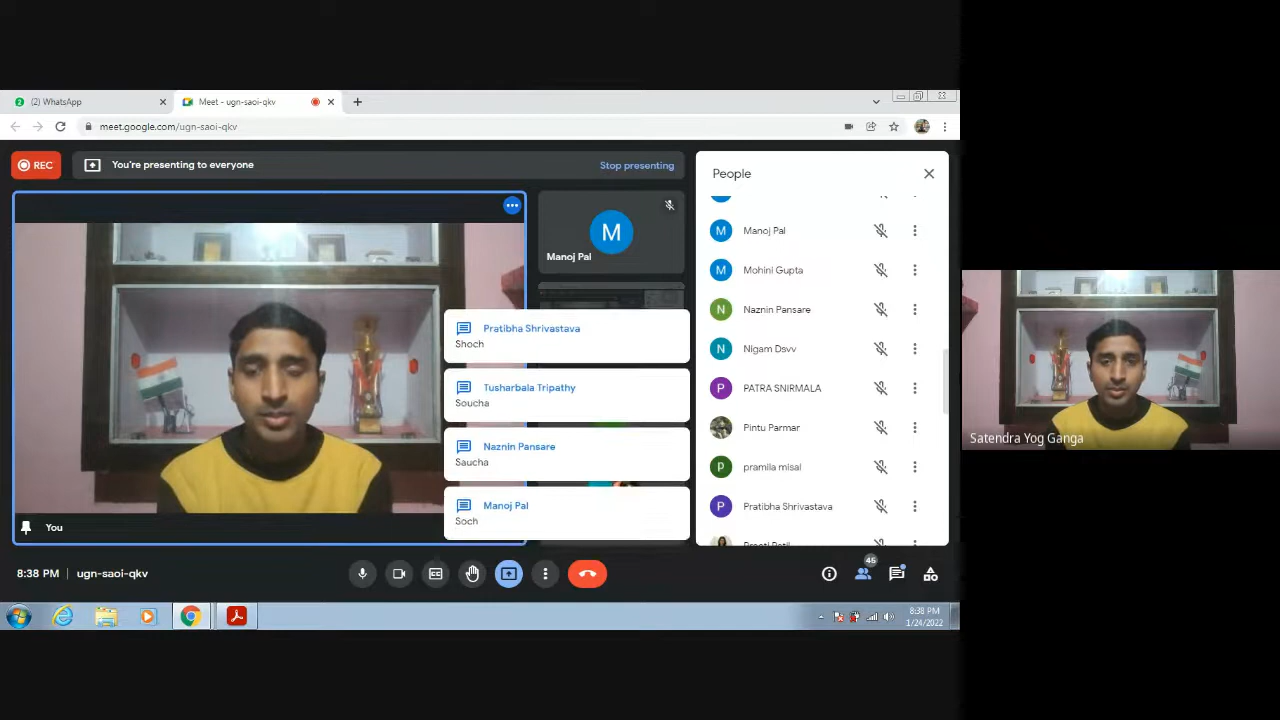 (2) WhatsApp
Meet - ugn-saoi-qkv
meet.google.com/ugn-saoi-qkv
REC
You're presenting to everyone
Stop presenting
People
M
Manoj Pal
Pratibha Shrivastava
Shoch
Tusharbala Tripathy
Soucha
Naznin Pansare
Saucha
Manoj Pal
Soch
You
M Manoj Pal
M Mohini Gupta
N Naznin Pansare
N Nigam Dsvv
P PATRA SNIRMALA
Pintu Parmar
p pramila misal
P Pratibha Shrivastava
Preeti Patil
Satendra Yog Ganga
8:38 PM | ugn-saoi-qkv
45
8:38 PM
1/24/2022